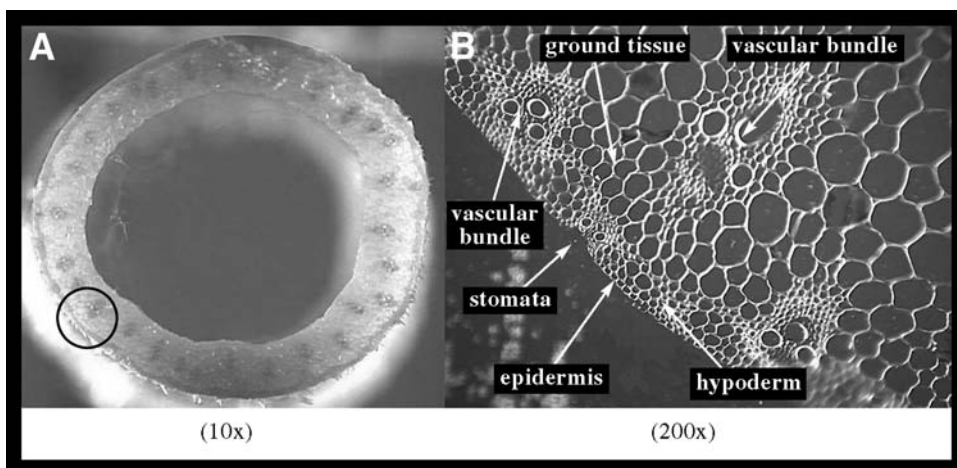 A
B
ground tissue
vascular bundle
vascular
bundle
stomata
epidermis
hypoderm
(10x)
(200x)